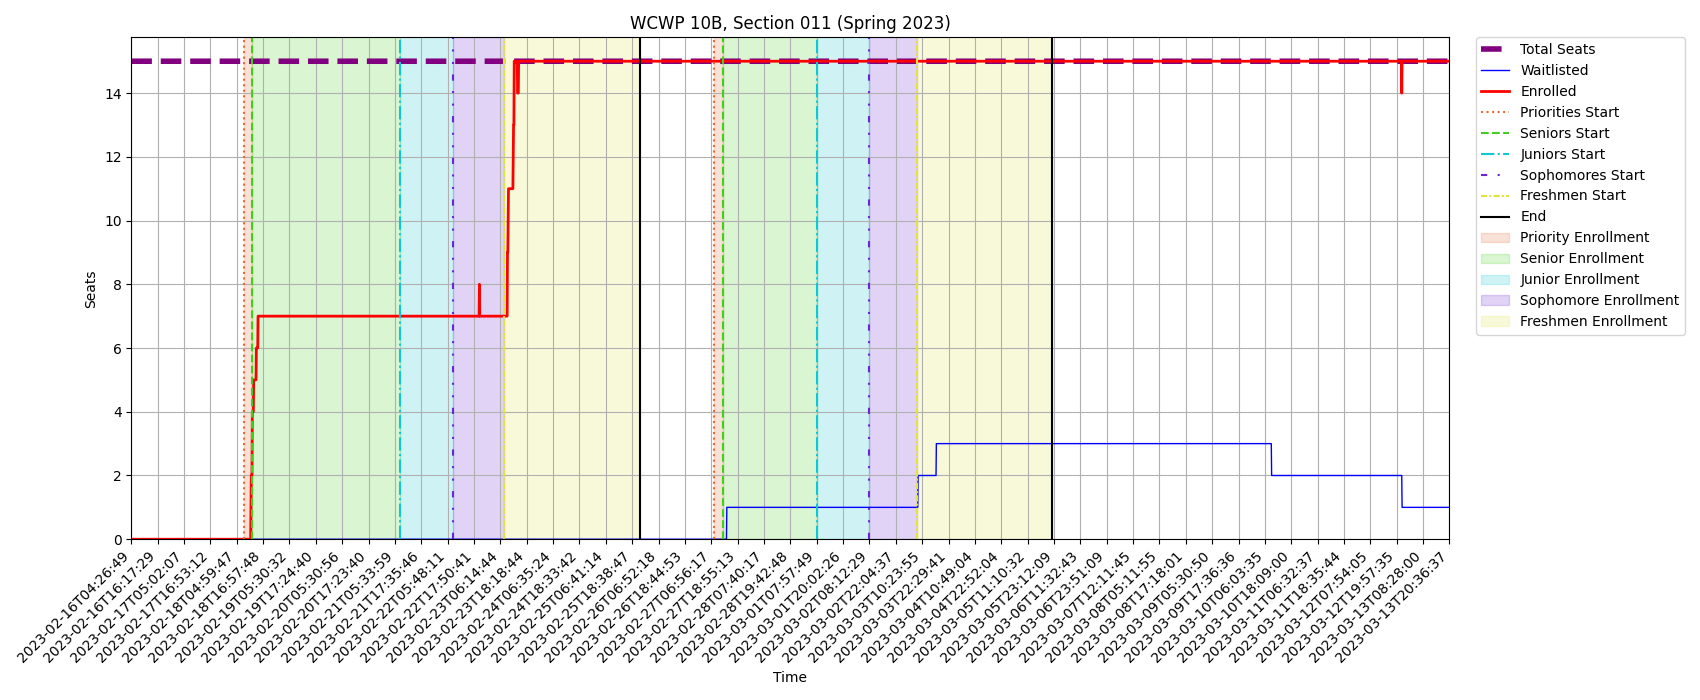 WCWP 10B, Section 011 (Spring 2023)
Seats
14
12
10
8
6
4
2
0
2023-02-16T04:26:49
2023-02-16T16:17:29
2023-02-17T05:02:07
2023-02-17T16:53:12
2023-02-18T04:59:47
2023-02-18T16:57:48
2023-02-19T05:30:32
2023-02-19T17:24:40
2023-02-20T05:30:56
2023-02-20T17:23:40
2023-02-21T05:33:59
2023-02-21T17:35:46
2023-02-22T05:48:11
2023-02-22T17:50:41
2023-02-23T06:14:44
2023-02-23T18:18:44
2023-02-24T06:35:24
2023-02-24T18:33:42
2023-02-25T06:41:14
2023-02-25T18:38:47
2023-02-26T06:52:18
2023-02-26T18:44:53
2023-02-27T06:56:17
2023-02-27T18:55:13
2023-02-28T07:40:17
2023-02-28T19:42:48
2023-03-01T07:57:49
2023-03-01T20:02:26
2023-03-02T08:12:29
2023-03-02T22:04:37
2023-03-03T10:23:55
2023-03-03T22:29:41
2023-03-04T10:49:04
2023-03-04T22:52:04
2023-03-05T11:10:32
2023-03-05T23:12:09
2023-03-06T11:32:43
2023-03-06T23:51:09
2023-03-07T12:11:45
2023-03-08T05:11:55
2023-03-08T17:18:01
2023-03-09T05:30:50
2023-03-09T17:36:36
2023-03-10T06:03:35
2023-03-10T18:09:00
2023-03-11T06:32:37
2023-03-11T18:35:44
2023-03-12T07:54:05
2023-03-12T19:57:35
2023-03-13T08:28:00
2023-03-13T20:36:37
Time
Total Seats
Waitlisted
Enrolled
Priorities Start
Seniors Start
Juniors Start
Sophomores Start
Freshmen Start
End
Priority Enrollment
Senior Enrollment
Junior Enrollment
Sophomore Enrollment
Freshmen Enrollment